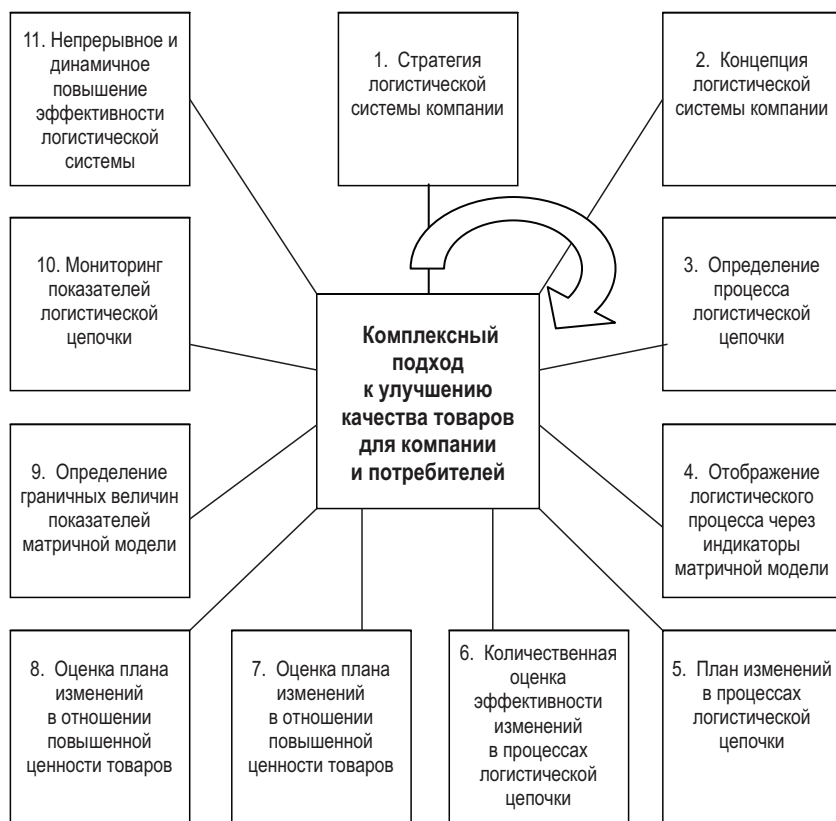 11. Непрерывное и
динамичное
повышение
эффективности
логистической
системы
1. Стратегия
логистической
системы компании
2. Концепция
логистической
системы компании
10. Мониторинг
показателей
логистической
цепочки
Комплексный
подход
к улучшению
качества товаров
для компании
и потребителей
3. Определение
процесса
логистической
цепочки
9. Определение
граничных величин
показателей
матричной модели
4. Отображение
логистического
процесса через
индикаторы
матричной модели
8. Оценка плана
изменений
в отношении
повышенной
ценности товаров
7. Оценка плана
изменений
в отношении
повышенной
ценности товаров
6. Количественная
оценка
эффективности
изменений
в процессах
логистической
цепочки
5. План изменений
в процессах
логистической
цепочки